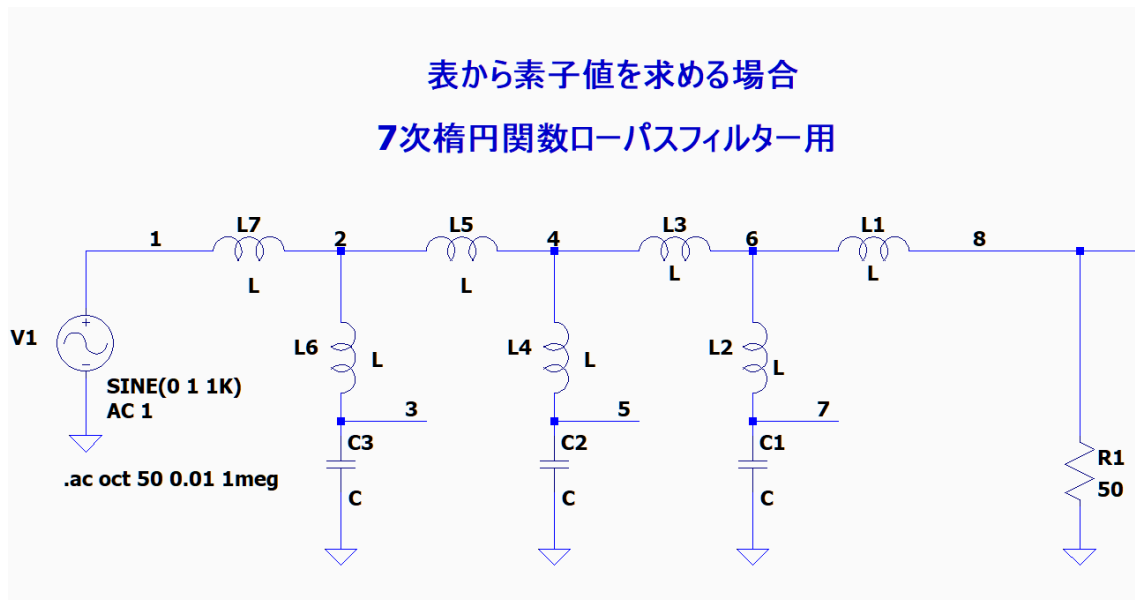 表から素子値を求める場合
7次楕円関数ローパスフィルター用
L7
L5
L3
L1
1
2
4
6
8
L
L
L
L
V1
L6
L
L4
L
L2
L
SINE(0 1 1K)
AC 1
3
5
7
C3
C2
C1
R1
50
.ac oct 50 0.01 1meg
C
C
C